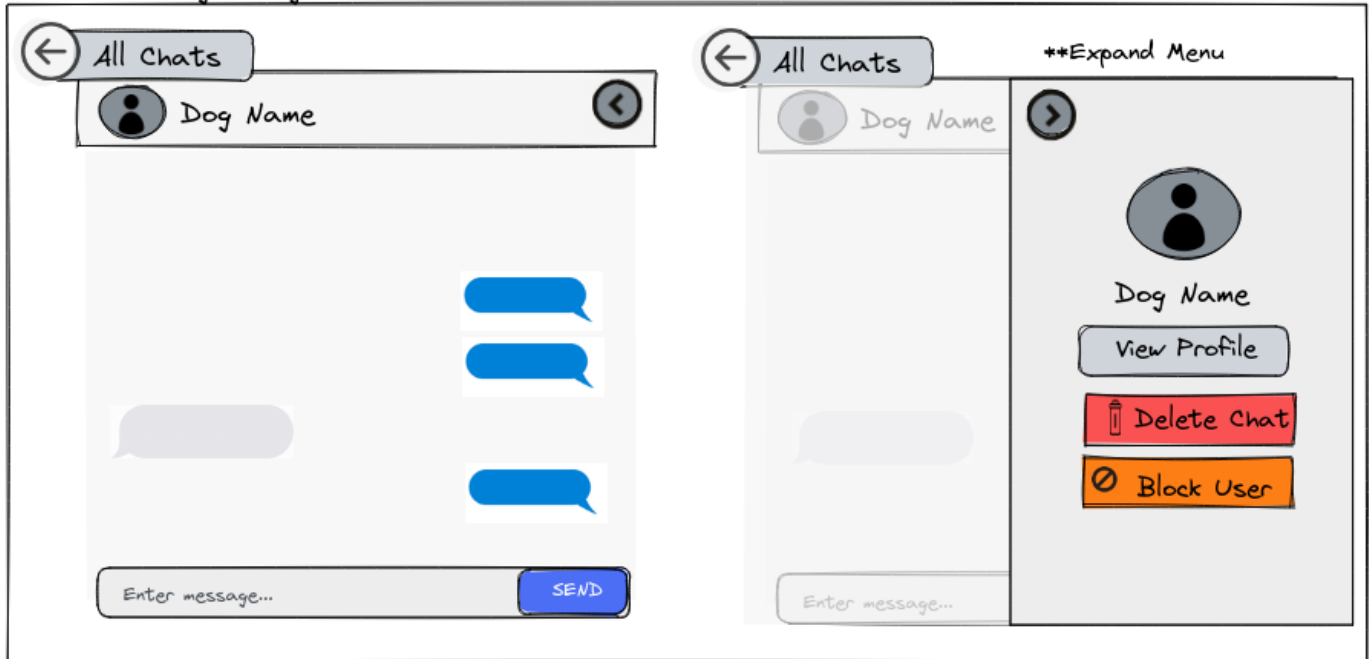 All Chats
Dog Name
Enter message...
SEND
All Chats
**Expand Menu
Dog Name
Dog Name
View Profile
Delete Chat
Block User
Enter message...